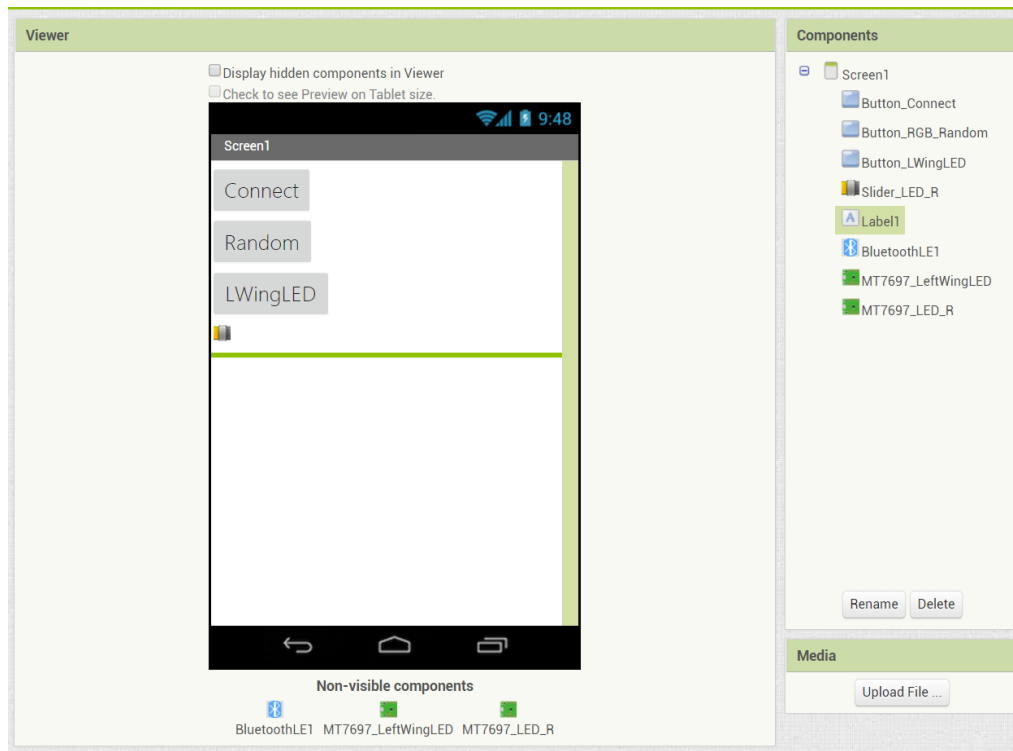 Viewer
Display hidden components in Viewer
Check to see Preview on Tablet size.
9:48
Screen1
Connect
Random
LWingLED
Non-visible components
BluetoothLE1 MT7697_LeftWingLED MT7697_LED_R
Components
Screen1
Button_Connect
Button_RGB_Random
Button_LWingLED
Slider_LED_R
A Label1
BluetoothLE1
MT7697_LeftWingLED
MT7697_LED_R
Rename Delete
Media
Upload File ...